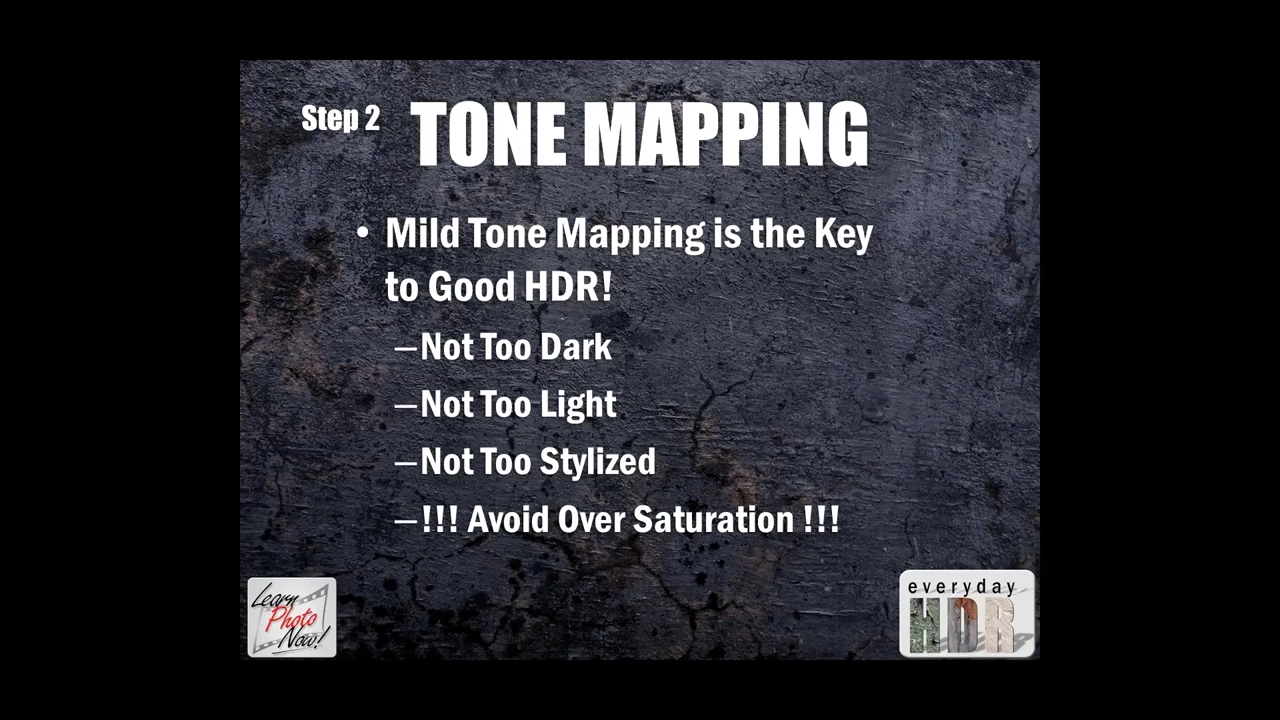 Step 2 TONE MAPPING
• Mild Tone Mapping is the Key
to Good HDR!
–Not Too Dark
–Not Too Light
–Not Too Stylized
–!!! Avoid Over Saturation !!!
Learn
Photo
Now!
everyday
HDR